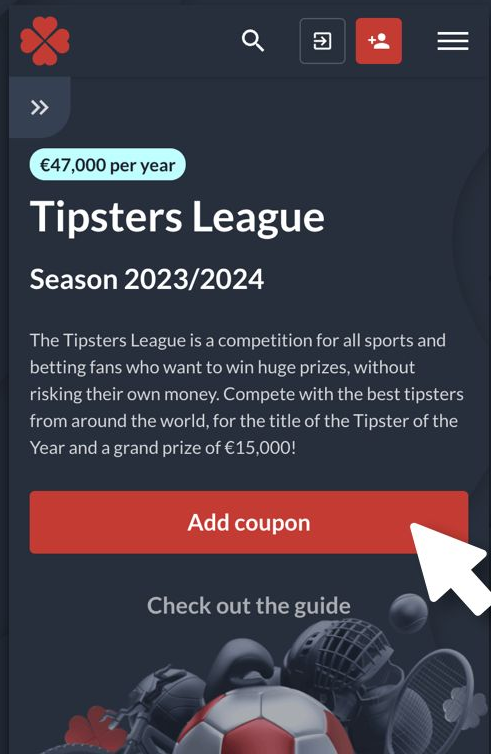 €47,000 per year
Tipsters League
Season 2023/2024
The Tipsters League is a competition for all sports and
betting fans who want to win huge prizes, without
risking their own money. Compete with the best tipsters
from around the world, for the title of the Tipster of the
Year and a grand prize of €15,000!
Add coupon
Check out the guide